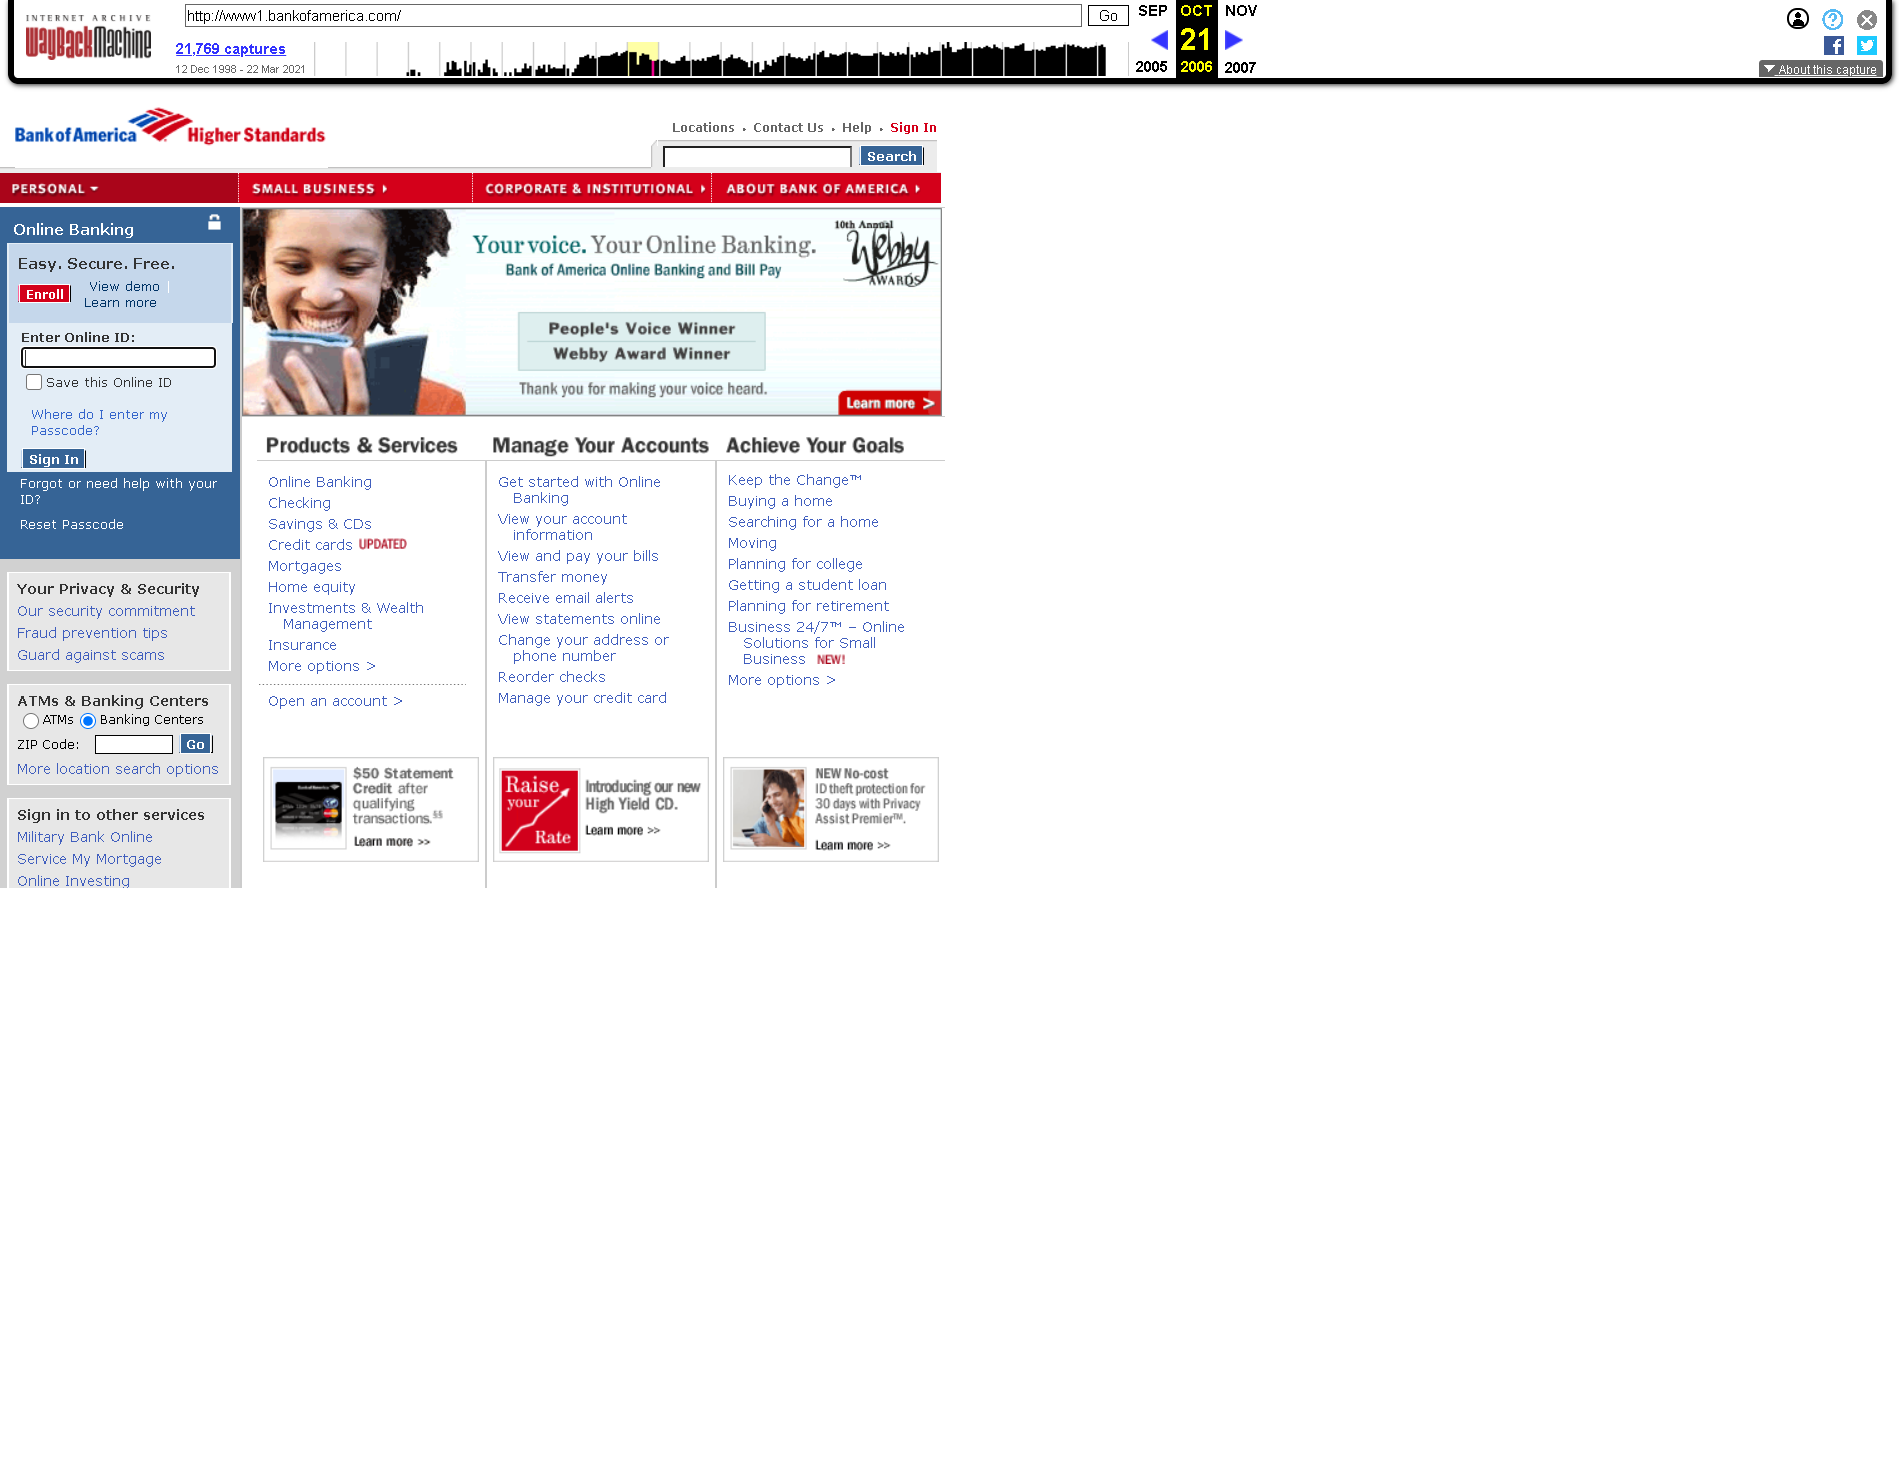 INTERNET ARCHIVE
WayBackMachine
http://www1.bankofamerica.com/
Go
SEP
OCT
NOV
21,769 captures
21
12 Dec 1998 - 22 Mar 2021
2005
2006
2007
About this capture
Bank of America Higher Standards
Locations • Contact Us • Help • Sign In
Search
PERSONAL
SMALL BUSINESS
CORPORATE & INSTITUTIONAL
ABOUT BANK OF AMERICA
Online Banking
Easy. Secure. Free.
Enroll
View demo |
Learn more
Enter Online ID:
Save this Online ID
Where do I enter my
Passcode?
Sign In
Forgot or need help with your
ID?
Reset Passcode
Your voice. Your Online Banking.
Bank of America Online Banking and Bill Pay
10th Annual
Webby
AWARDS
People's Voice Winner
Webby Award Winner
Thank you for making your voice heard.
Learn more >
Your Privacy & Security
Our security commitment
Fraud prevention tips
Guard against scams
ATMs & Banking Centers
ATMs
Banking Centers
ZIP Code:
Go
More location search options
Sign in to other services
Military Bank Online
Service My Mortgage
Online Investing
Products & Services
Online Banking
Checking
Savings & CDs
Credit cards UPDATED
Mortgages
Home equity
Investments & Wealth
Management
Insurance
More options >
Open an account >
Manage Your Accounts
Get started with Online
Banking
View your account
information
View and pay your bills
Transfer money
Receive email alerts
View statements online
Change your address or
phone number
Reorder checks
Manage your credit card
Achieve Your Goals
Keep the Change™
Buying a home
Searching for a home
Moving
Planning for college
Getting a student loan
Planning for retirement
Business 24/7™ – Online
Solutions for Small
Business NEW!
More options >
$50 Statement
Credit after
qualifying
transactions.§§
Learn more >>
Raise
your
Rate
Introducing our new
High Yield CD.
Learn more >>
NEW No-cost
ID theft protection for
30 days with Privacy
Assist Premier™.
Learn more >>